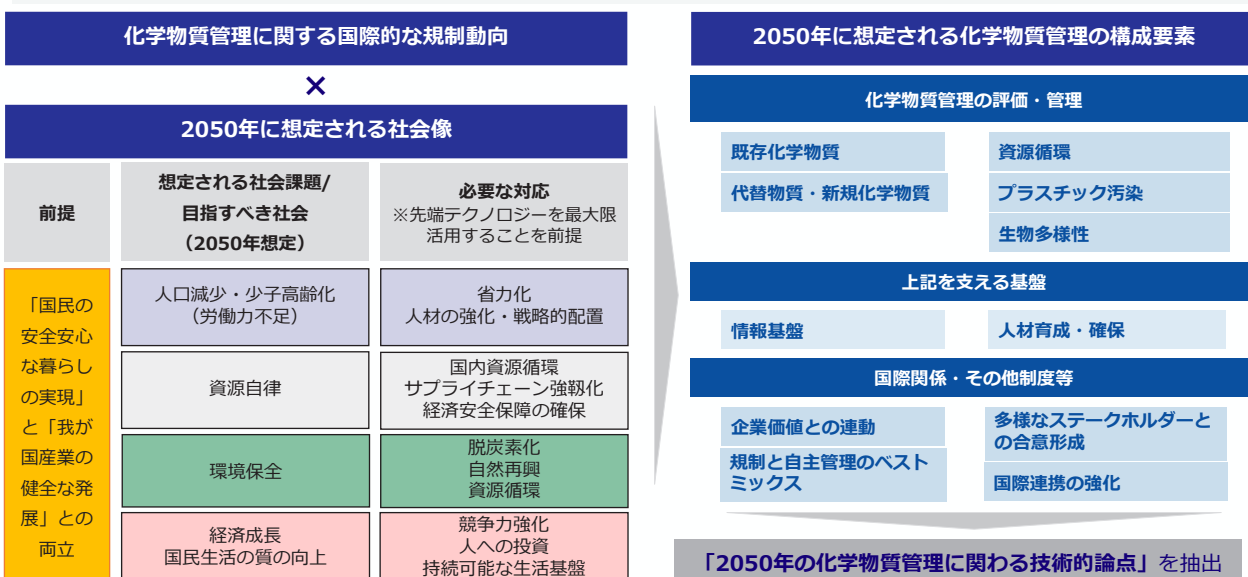 化学物質管理に関する国際的な規制動向
×
2050年に想定される社会像
前提
想定される社会課題/
目指すべき社会
（2050年想定）
必要な対応
※先端テクノロジーを最大限
活用することを前提
「国民の
安全安心
な暮らし
の実現」
と「我が
国産業の
健全な発
展」との
両立
人口減少・少子高齢化
（労働力不足）
省力化
人材の強化・戦略的配置
資源自律
国内資源循環
サプライチェーン強靱化
経済安全保障の確保
環境保全
脱炭素化
自然再興
資源循環
経済成長
国民生活の質の向上
競争力強化
人への投資
持続可能な生活基盤
2050年に想定される化学物質管理の構成要素
化学物質管理の評価・管理
既存化学物質
代替物質・新規化学物質
資源循環
プラスチック汚染
生物多様性
上記を支える基盤
情報基盤
人材育成・確保
国際関係・その他制度等
企業価値との連動
規制と自主管理のベスト
ミックス
多様なステークホルダーと
の合意形成
国際連携の強化
「2050年の化学物質管理に関わる技術的論点」を抽出